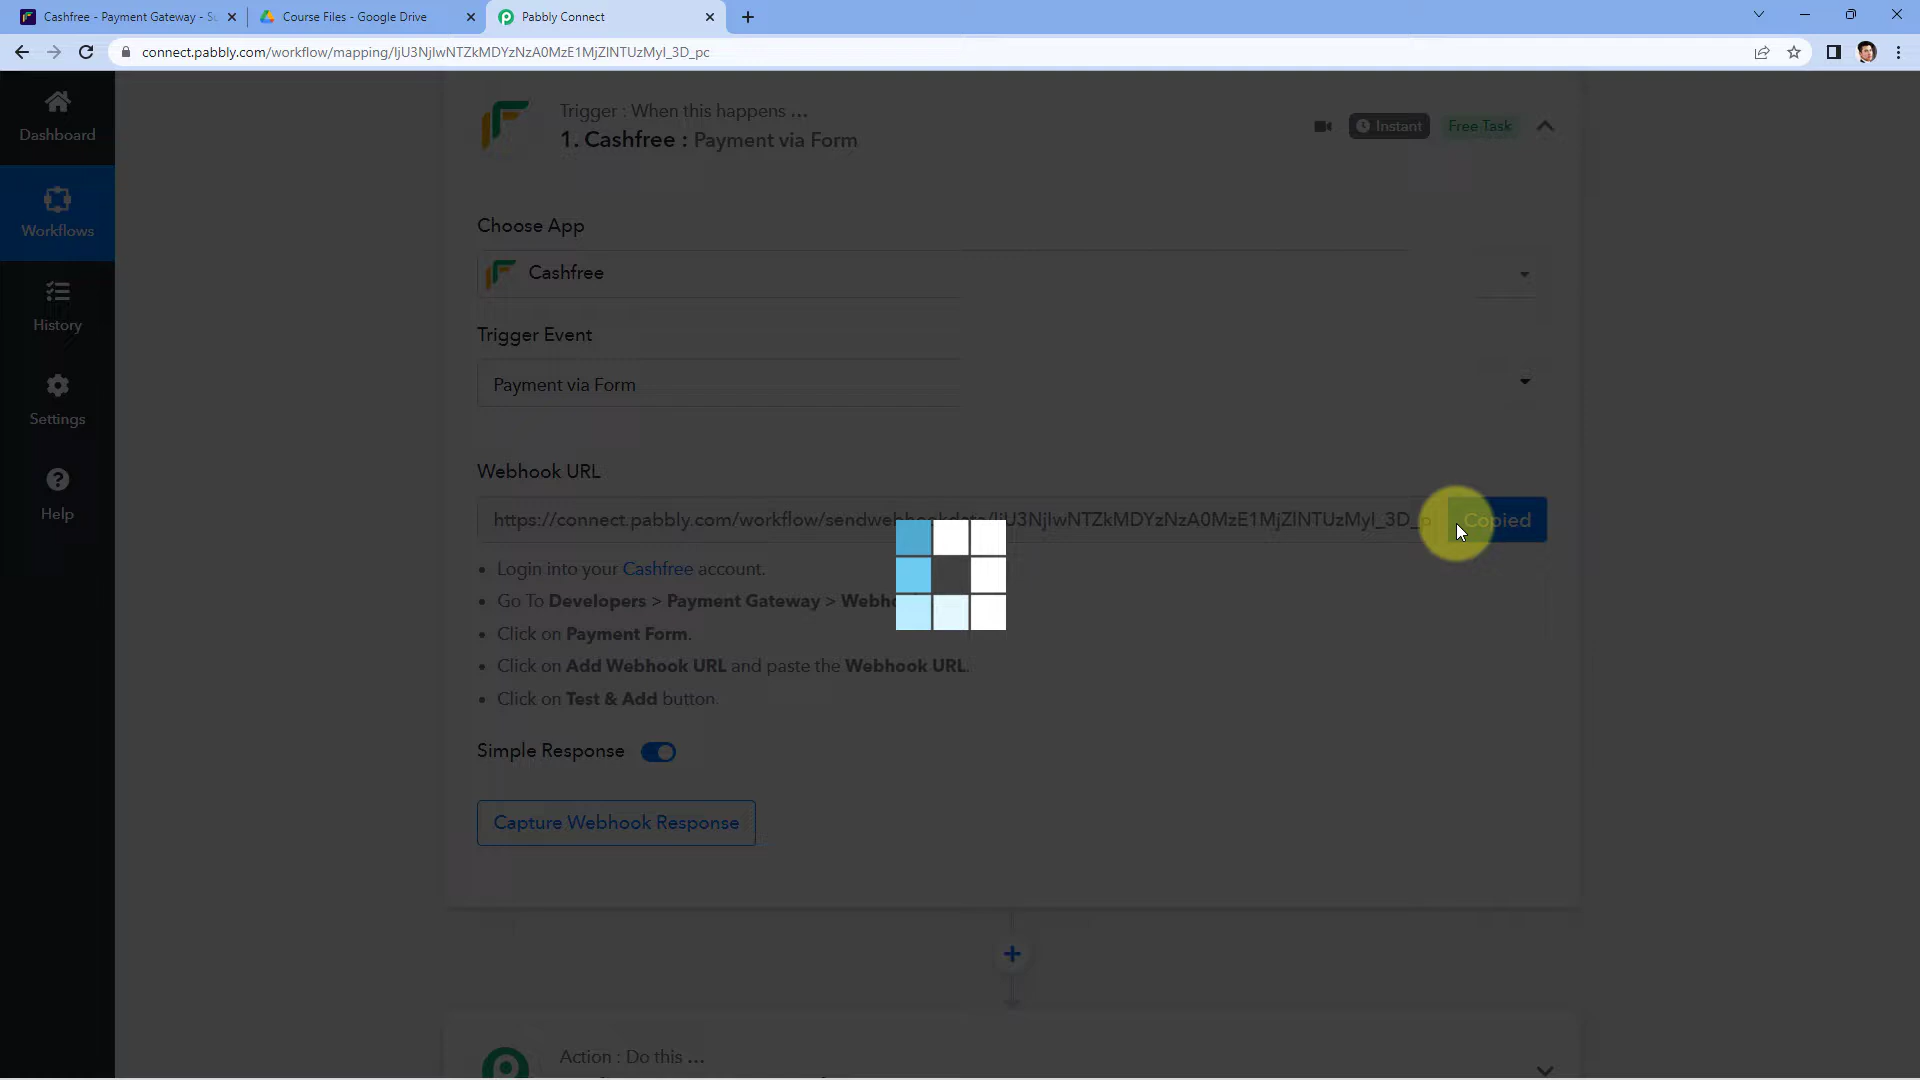 Cashfree - Payment Gateway - Su
Course Files - Google Drive
Pabbly Connect
connect.pabbly.com/workflow/mapping/IjU3NjIwNTZkMDYzNzA0MzE1MjZlNTUzMyI_3D_pc
Dashboard
Workflows
History
Settings
Help
Trigger : When this happens ...
1. Cashfree : Payment via Form
Instant
Free Task
Choose App
Cashfree
Trigger Event
Payment via Form
Webhook URL
https://connect.pabbly.com/workflow/sendwebhookdata/IjU3NjIwNTZkMDYzNzA0MzE1MjZlNTUzMyI_3D_p
Copied
• Login into your Cashfree account.
• Go To Developers > Payment Gateway > Webho
• Click on Payment Form.
• Click on Add Webhook URL and paste the Webhook URL.
• Click on Test & Add button.
Simple Response
Capture Webhook Response
Action : Do this ...